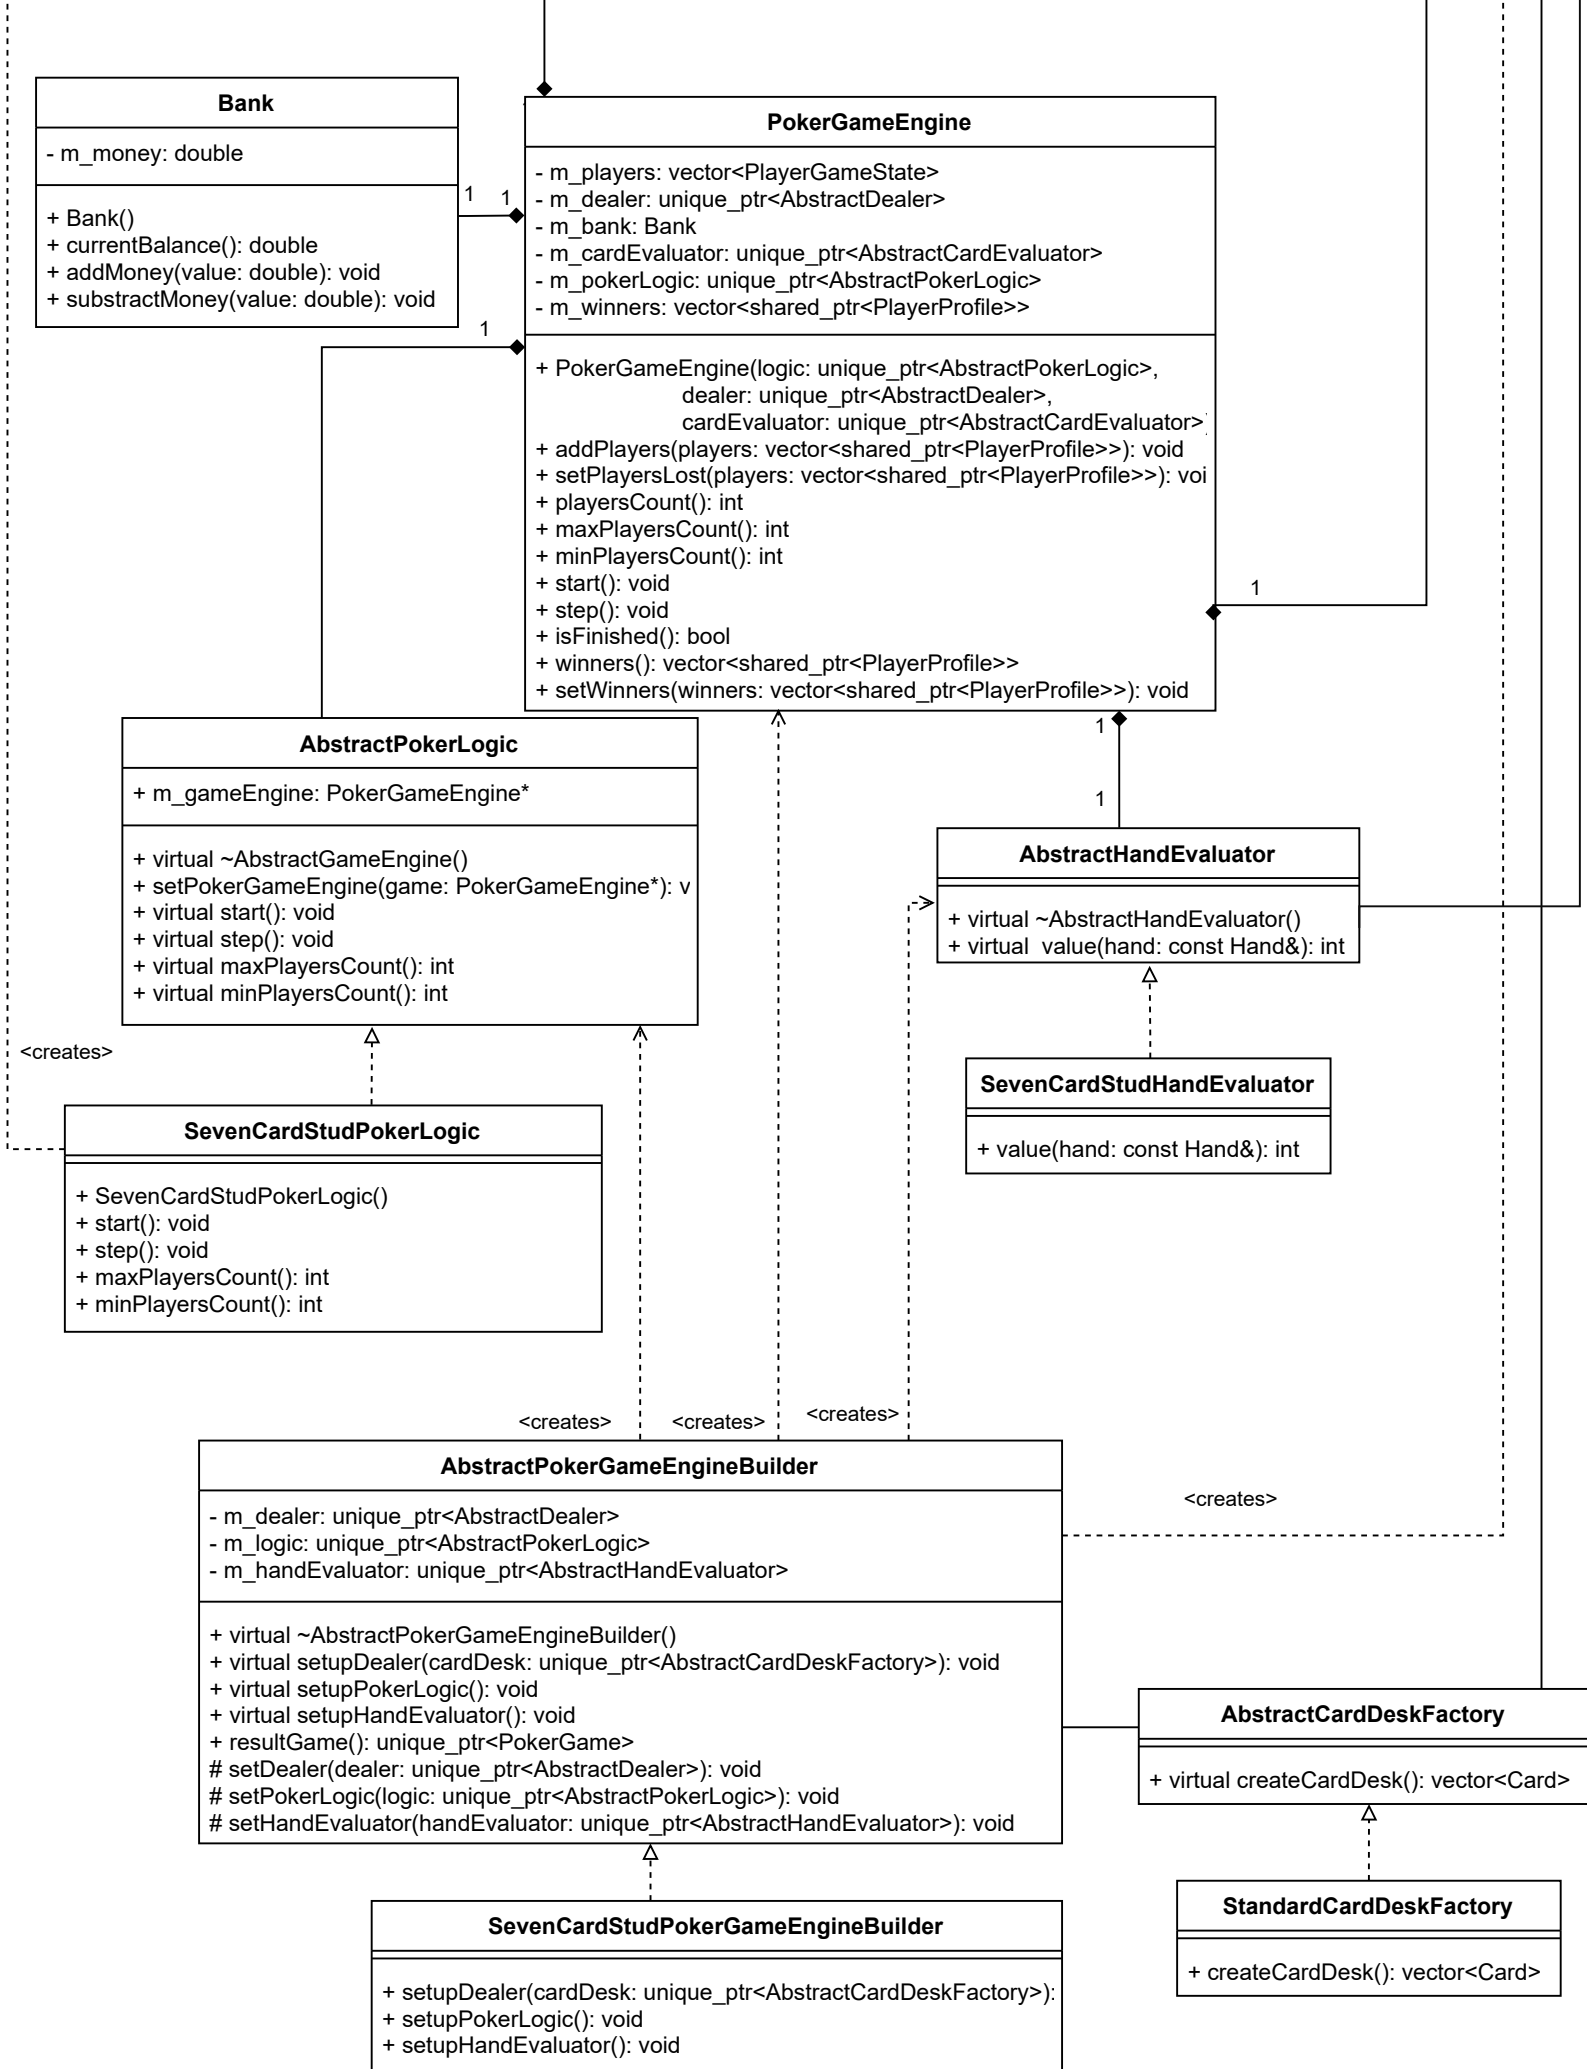 Bank
- m_money: double
+ Bank()
+ currentBalance(): double
+ addMoney(value: double): void
+ substractMoney(value: double): void
1
1
PokerGameEngine
- m_players: vector<PlayerGameState>
- m_dealer: unique_ptr<AbstractDealer>
- m_bank: Bank
- m_cardEvaluator: unique_ptr<AbstractCardEvaluator>
- m_pokerLogic: unique_ptr<AbstractPokerLogic>
- m_winners: vector<shared_ptr<PlayerProfile>>
+ PokerGameEngine(logic: unique_ptr<AbstractPokerLogic>,
dealer: unique_ptr<AbstractDealer>,
cardEvaluator: unique_ptr<AbstractCardEvaluator>)
+ addPlayers(players: vector<shared_ptr<PlayerProfile>>): void
+ setPlayersLost(players: vector<shared_ptr<PlayerProfile>>): voi
+ playersCount(): int
+ maxPlayersCount(): int
+ minPlayersCount(): int
+ start(): void
+ step(): void
+ isFinished(): bool
+ winners(): vector<shared_ptr<PlayerProfile>>
+ setWinners(winners: vector<shared_ptr<PlayerProfile>>): void
1
1
1
1
AbstractPokerLogic
+ m_gameEngine: PokerGameEngine*
+ virtual ~AbstractGameEngine()
+ setPokerGameEngine(game: PokerGameEngine*): v
+ virtual start(): void
+ virtual step(): void
+ virtual maxPlayersCount(): int
+ virtual minPlayersCount(): int
AbstractHandEvaluator
+ virtual ~AbstractHandEvaluator()
+ virtual  value(hand: const Hand&): int
<creates>
SevenCardStudHandEvaluator
+ value(hand: const Hand&): int
SevenCardStudPokerLogic
+ SevenCardStudPokerLogic()
+ start(): void
+ step(): void
+ maxPlayersCount(): int
+ minPlayersCount(): int
<creates>
<creates>
<creates>
<creates>
AbstractPokerGameEngineBuilder
- m_dealer: unique_ptr<AbstractDealer>
- m_logic: unique_ptr<AbstractPokerLogic>
- m_handEvaluator: unique_ptr<AbstractHandEvaluator>
+ virtual ~AbstractPokerGameEngineBuilder()
+ virtual setupDealer(cardDesk: unique_ptr<AbstractCardDeskFactory>): void
+ virtual setupPokerLogic(): void
+ virtual setupHandEvaluator(): void
+ resultGame(): unique_ptr<PokerGame>
# setDealer(dealer: unique_ptr<AbstractDealer>): void
# setPokerLogic(logic: unique_ptr<AbstractPokerLogic>): void
# setHandEvaluator(handEvaluator: unique_ptr<AbstractHandEvaluator>): void
AbstractCardDeskFactory
+ virtual createCardDesk(): vector<Card>
StandardCardDeskFactory
+ createCardDesk(): vector<Card>
SevenCardStudPokerGameEngineBuilder
+ setupDealer(cardDesk: unique_ptr<AbstractCardDeskFactory>):
+ setupPokerLogic(): void
+ setupHandEvaluator(): void